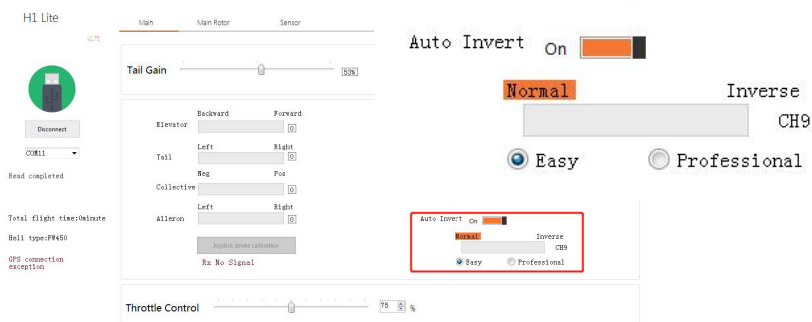 H1 Lite
v2.75
Disconnect
COM11
Read completed
Total flight time:0minute
Heli type:FW450
GPS connection
exception
Main Main Rotor Sensor
Tail Gain 53%
Backward Forward
Elevator 0
Left Right
Tail 0
Neg Pos
Collective 0
Left Right
Aileron 0
Joystick stroke calibration
Rx No Signal
Throttle Control 75 %
Auto Invert On
Normal Inverse
CH9
Easy Professional
Auto Invert On
Normal Inverse
CH9
Easy Professional